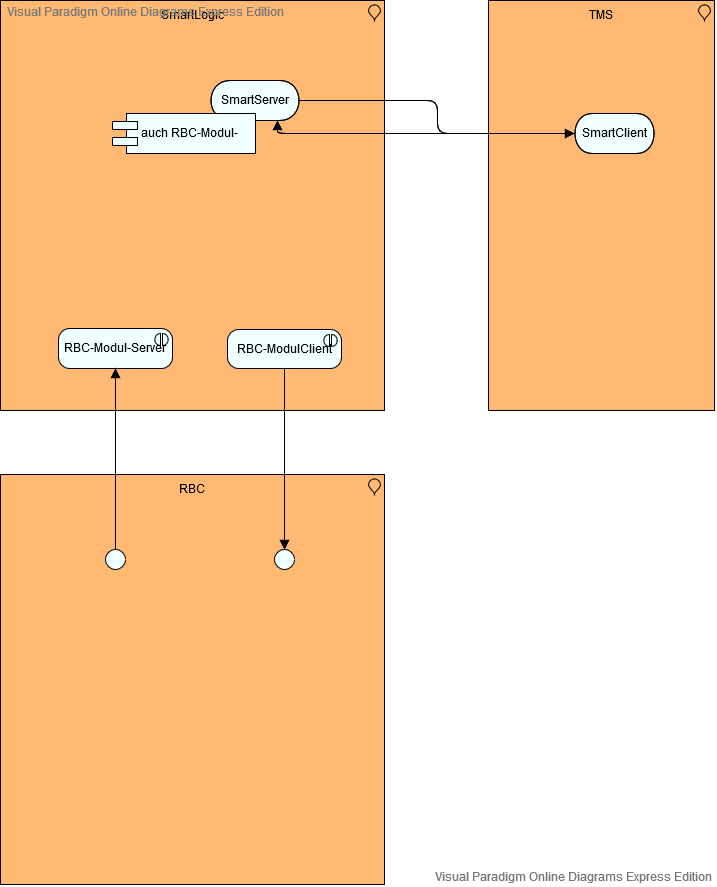 Visual Paradigm Online Diagrams Express Edition
SmartLogic
TMS
SmartServer
auch RBC-Modul-
SmartClient
RBC-Modul-Server
RBC-ModulClient
RBC
Visual Paradigm Online Diagrams Express Edition